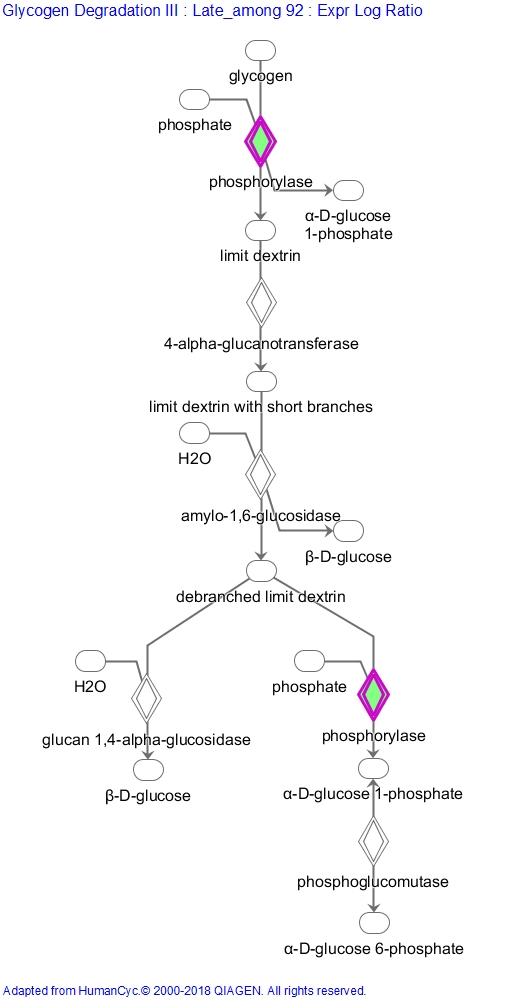 Glycogen Degradation III : Late_among 92 : Expr Log Ratio
glycogen
phosphate
phosphorylase
α-D-glucose
1-phosphate
limit dextrin
4-alpha-glucanotransferase
limit dextrin with short branches
H2O
amylo-1,6-glucosidase
β-D-glucose
debranched limit dextrin
H2O
phosphate
glucan 1,4-alpha-glucosidase
phosphorylase
β-D-glucose
α-D-glucose 1-phosphate
phosphoglucomutase
α-D-glucose 6-phosphate
Adapted from HumanCyc.© 2000-2018 QIAGEN. All rights reserved.